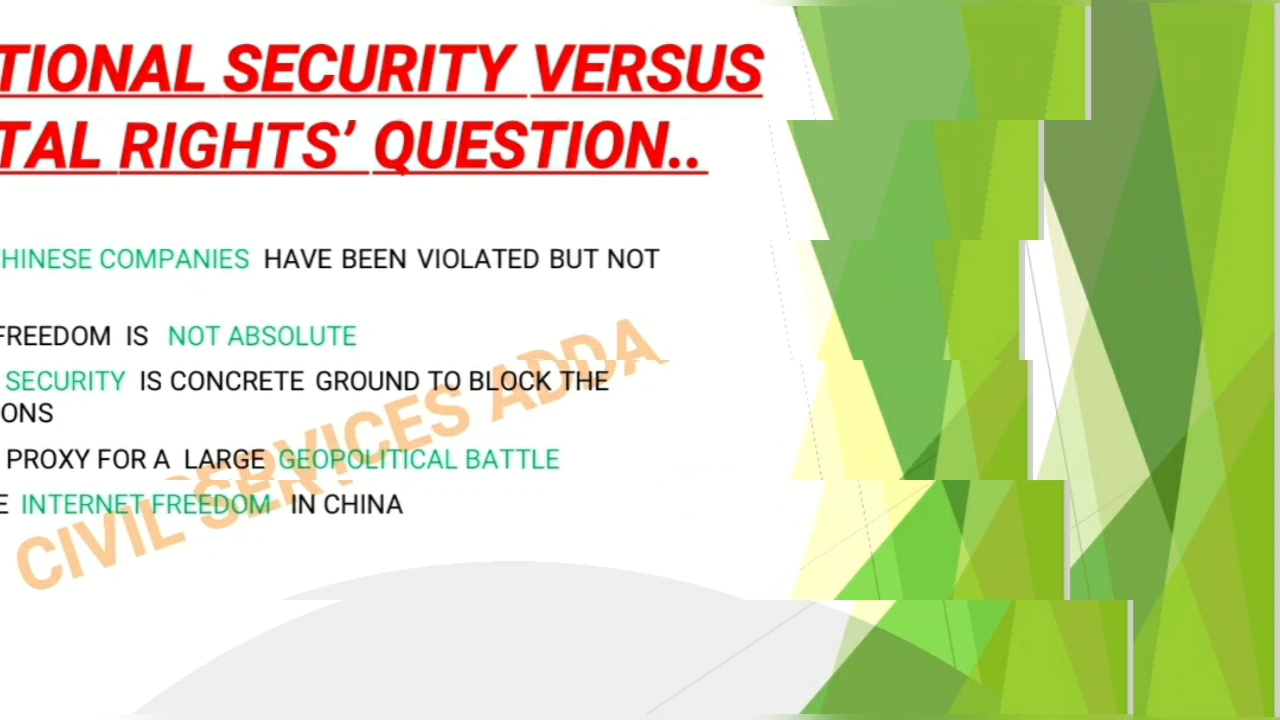 TIONAL SECURITY VERSUS
TAL RIGHTS’ QUESTION..
HINESE COMPANIES HAVE BEEN VIOLATED BUT NOT
FREEDOM IS NOT ABSOLUTE
SECURITY IS CONCRETE GROUND TO BLOCK THE
ONS
PROXY FOR A LARGE GEOPOLITICAL BATTLE
E INTERNET FREEDOM IN CHINA
CIVIL SERVICES ADDA